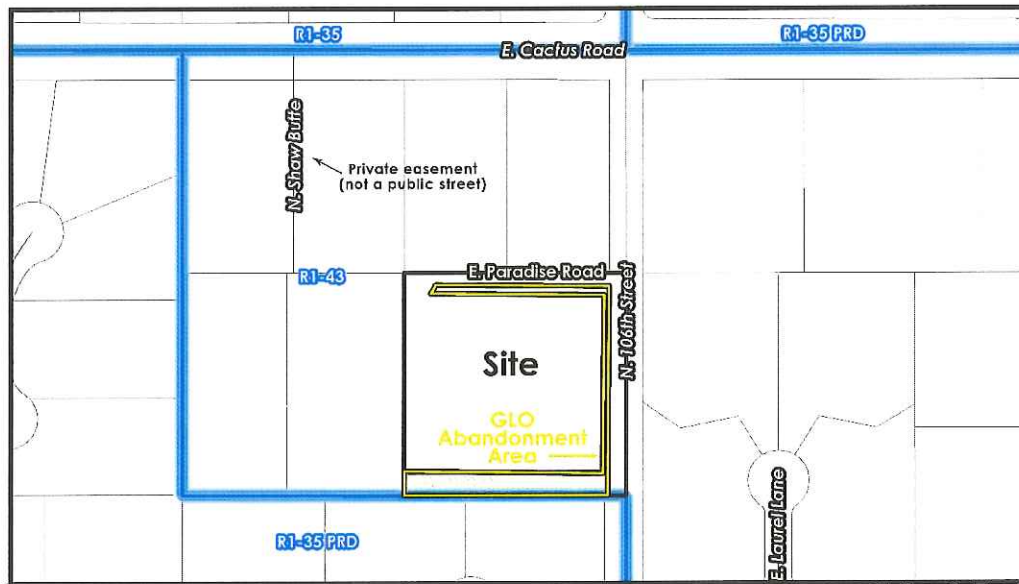 R1-35
R1-35 PRD
E. Cactus Road
N. Shaw Butte
Private easement
(not a public street)
R1-43
E. Paradise Road
N. 106th Street
Site
GLO
Abandonment
Area
R1-35 PRD
E. Laurel Lane